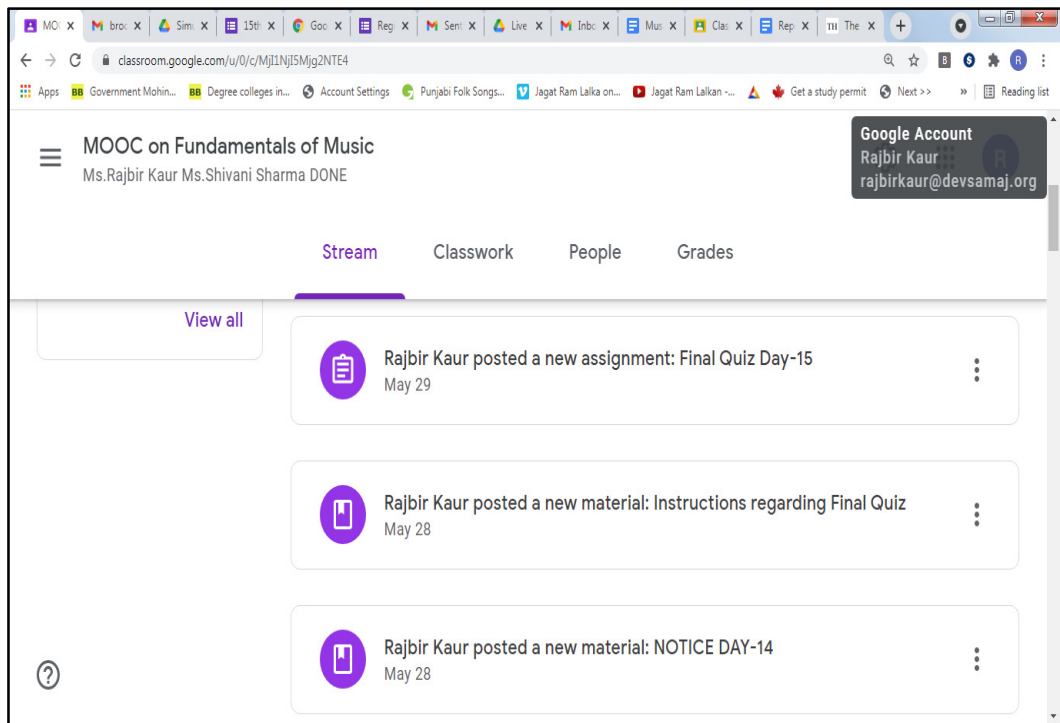 MO
broc
Sim
15th
Goo
Reg
Sent
Live
Inbo
Mus
Clas
Rep
TH The
classroom.google.com/u/0/c/MjI1NjI5Mjg2NTE4
B
S
R
Apps
BB Government Mohin...
BB Degree colleges in...
Account Settings
Punjabi Folk Songs...
Jagat Ram Lalka on...
Jagat Ram Lalkan -...
Get a study permit
Next >>
»
Reading list
MOOC on Fundamentals of Music
Ms.Rajbir Kaur Ms.Shivani Sharma DONE
Google Account
Rajbir Kaur
rajbirkaur@devsamaj.org
R
Stream
Classwork
People
Grades
View all
Rajbir Kaur posted a new assignment: Final Quiz Day-15
May 29
Rajbir Kaur posted a new material: Instructions regarding Final Quiz
May 28
Rajbir Kaur posted a new material: NOTICE DAY-14
May 28